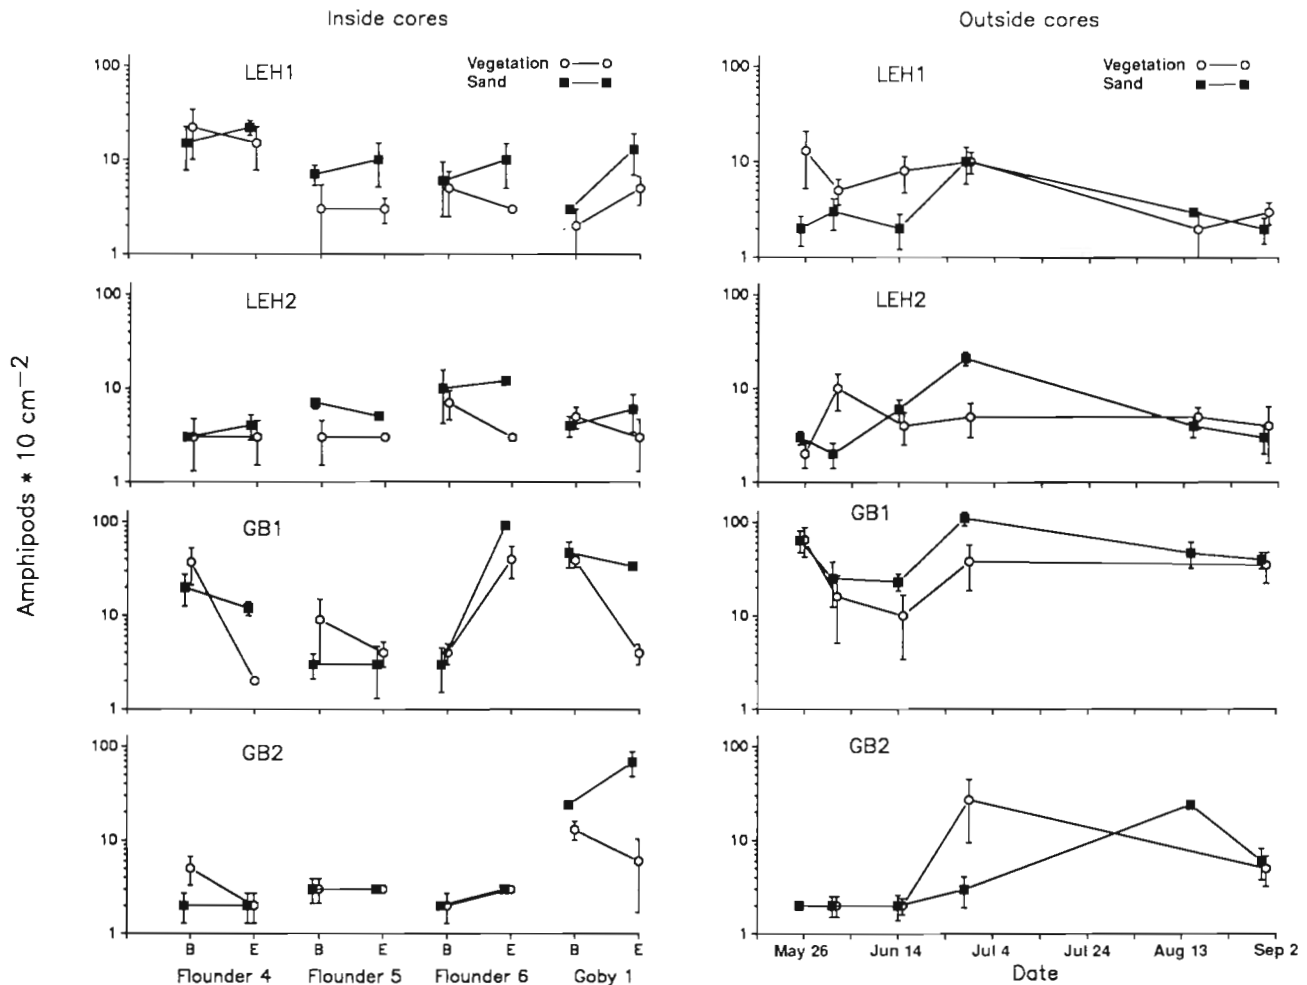 Inside cores
Outside cores
Amphipods * 10 cm−2
LEH1
Vegetation
Sand
100
10
1
LEH1
Vegetation
Sand
100
10
1
LEH2
100
10
1
LEH2
100
10
1
GB1
100
10
1
GB1
100
10
1
GB2
100
10
1
B E B E B E B E
Flounder 4 Flounder 5 Flounder 6 Goby 1
GB2
100
10
1
May 26 Jun 14 Jul 4 Jul 24 Aug 13 Sep 2
Date